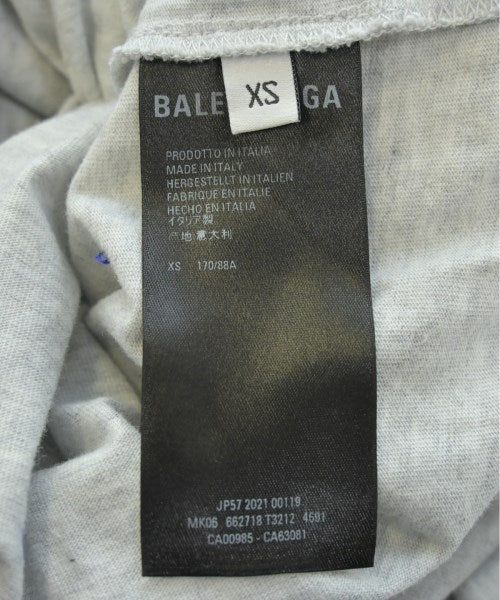 XS
BALE GA
PRODOTTO IN ITALIA
MADE IN ITALY
HERGESTELLT IN ITALIEN
FABRIQUE EN ITALIE
HECHO EN ITALIA
イタリア製
产地 意大利
XS 170/88A
JP57 2021 00119
MK06 662718 T3212 4691
CA00985 - CA63081